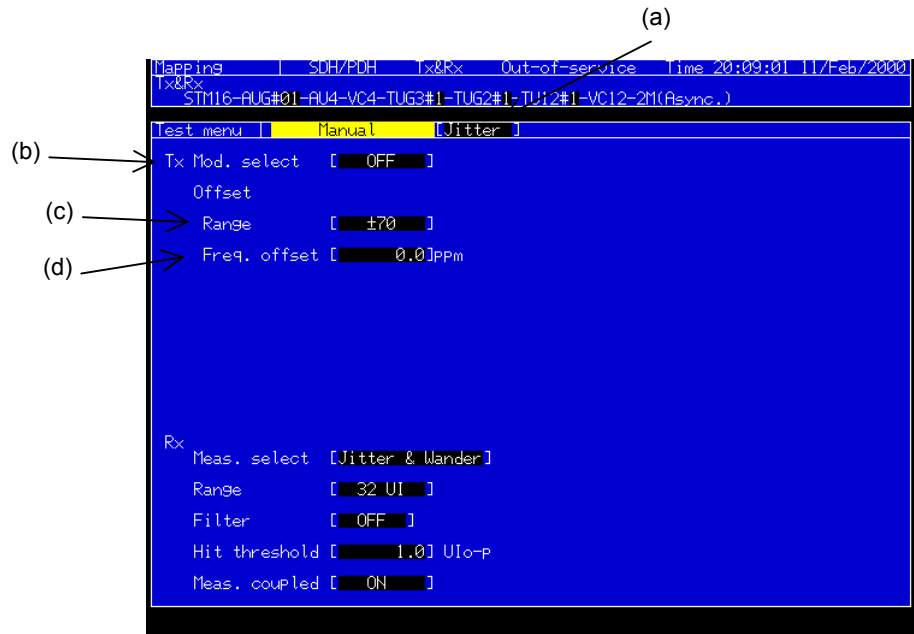 (a)
Mapping | SDH/PDH Tx&Rx Out-of-service Time 20:09:01 11/Feb/2000
Tx&Rx
STM16-AUG#01-AU4-VC4-TUG3#1-TUG2#1-TU12#1-VC12-2M(Async.)
Test menu | Manual [Jitter ]
(b)
Tx Mod. select [ OFF ]
Offset
(c)
Range [ ±70 ]
(d)
Freq. offset [ 0.0]ppm
Rx
Meas. select [Jitter & Wander]
Range [ 32 UI ]
Filter [ OFF ]
Hit threshold [ 1.0] UIo-p
Meas. coupled [ ON ]